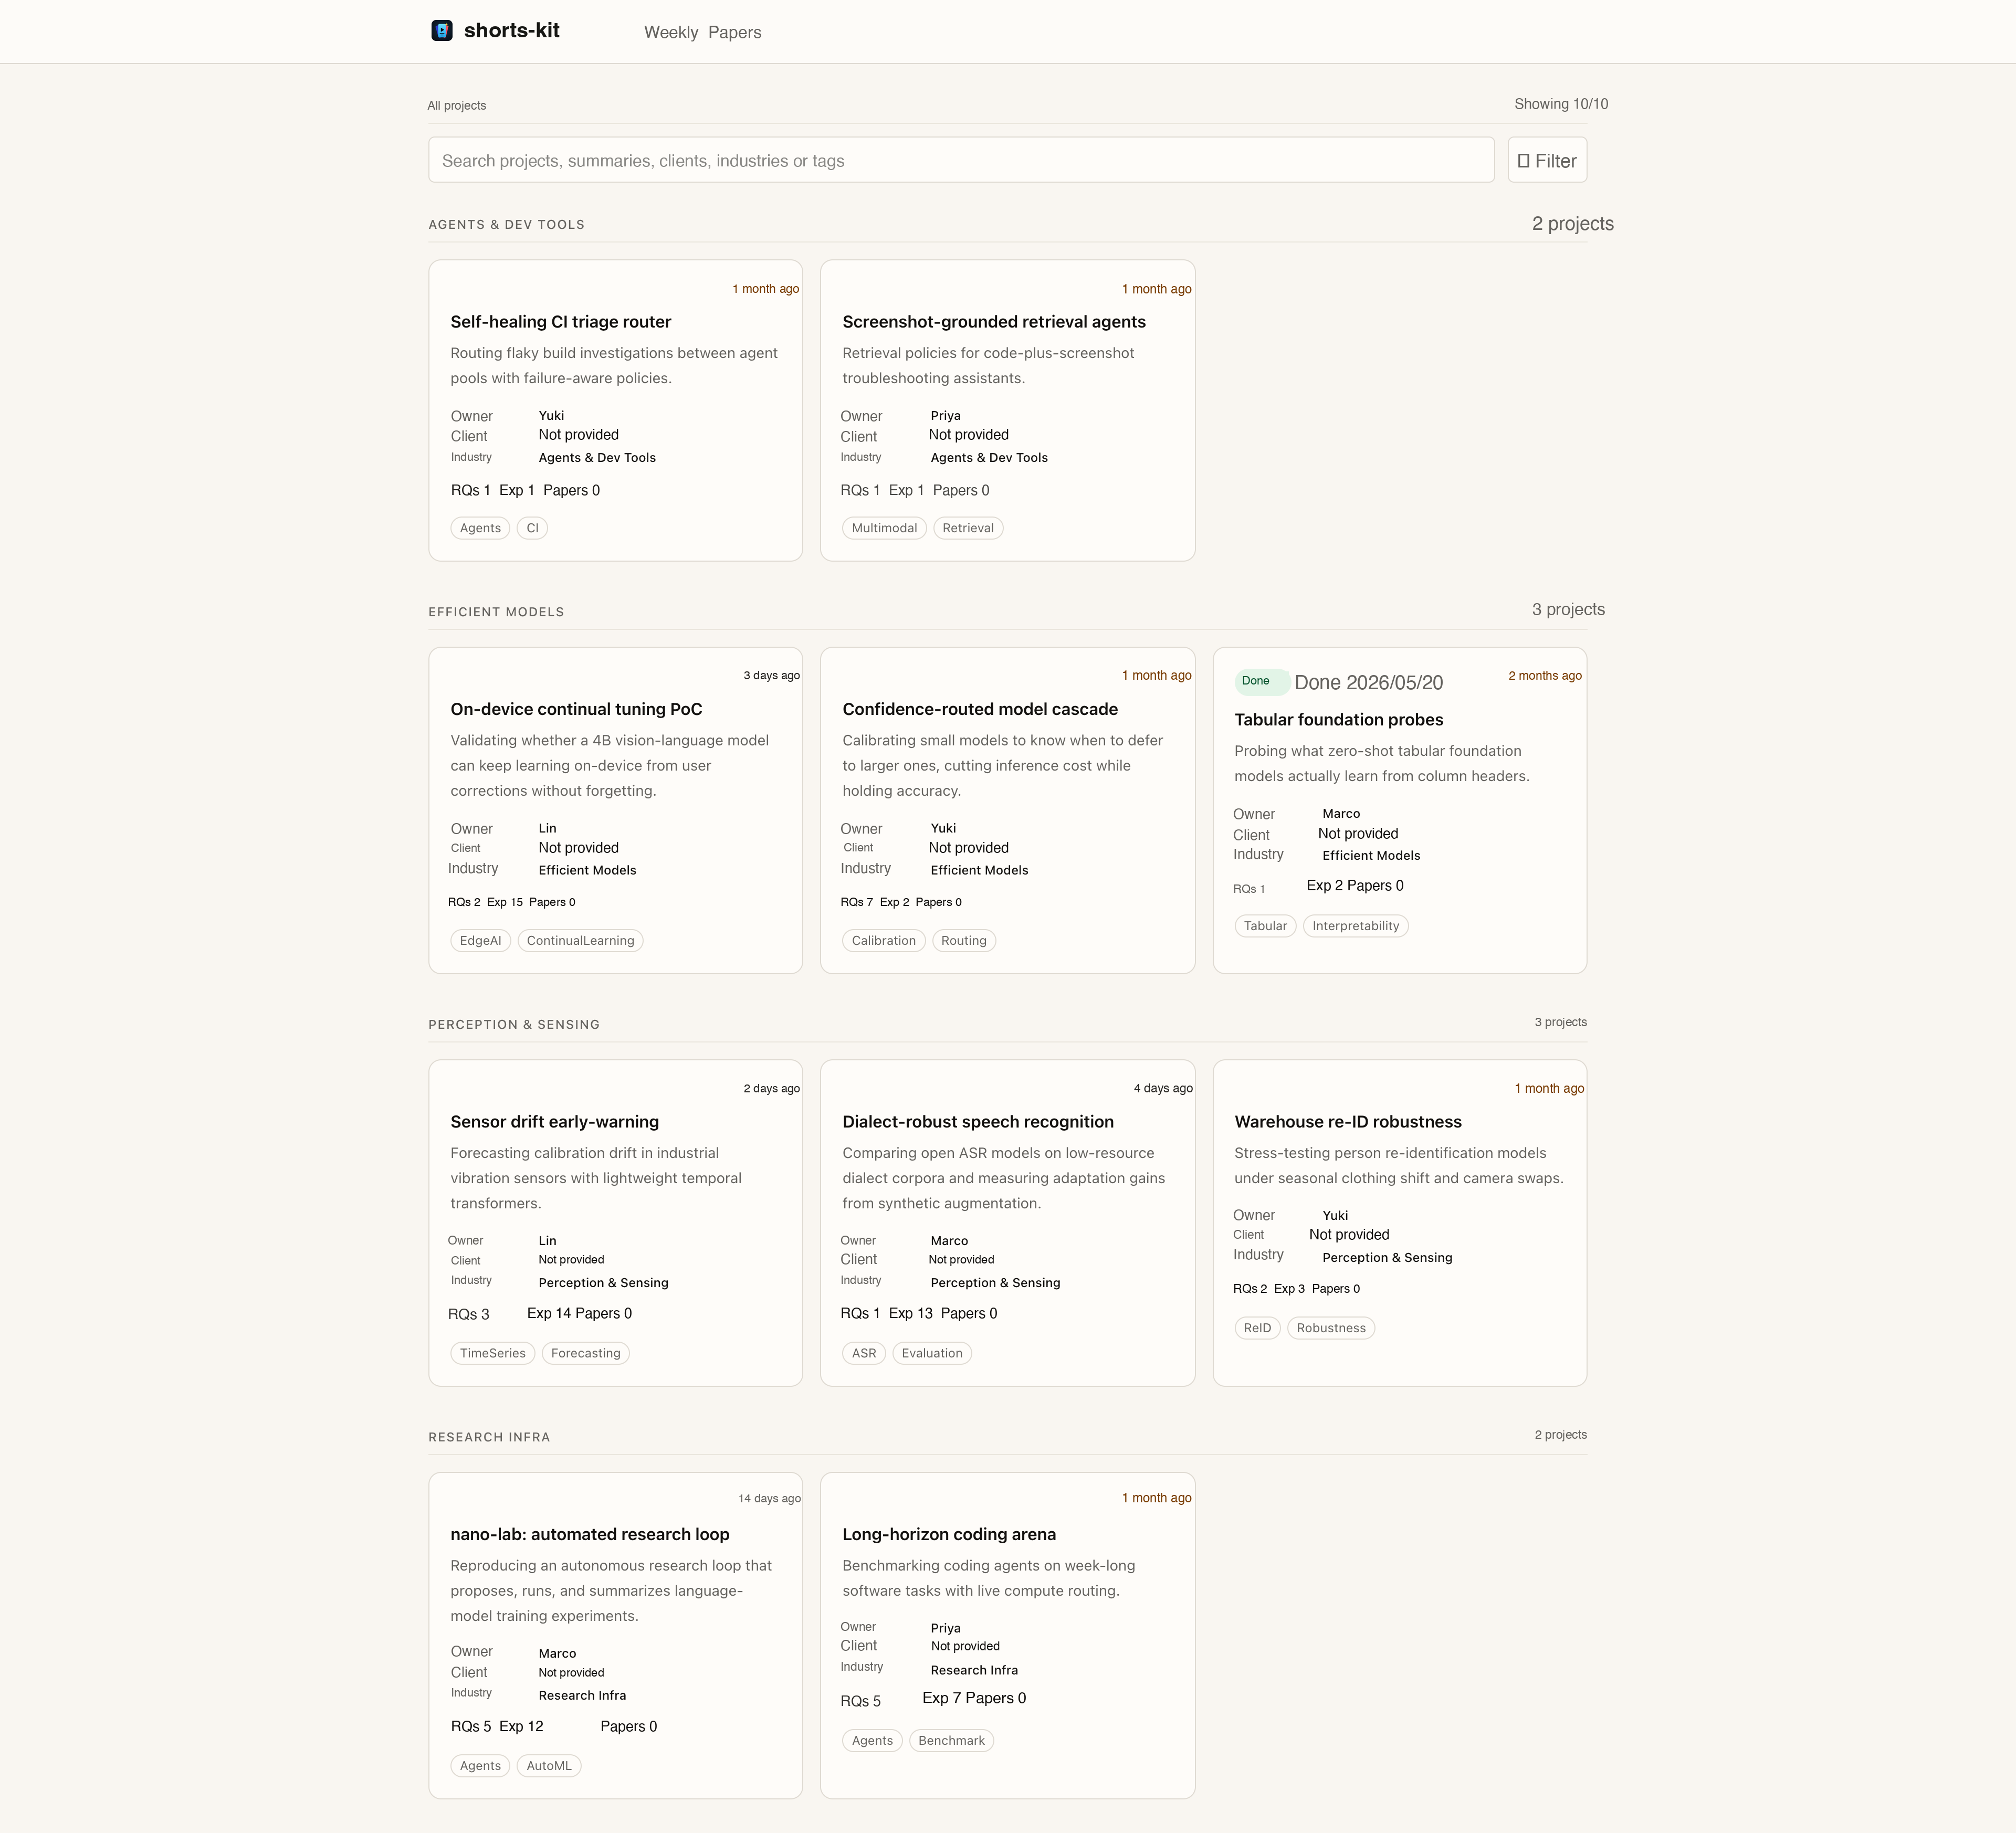 shorts-kit
Weekly Papers
All projects
Showing 10/10
Search projects, summaries, clients, industries or tags
Filter
AGENTS & DEV TOOLS
2 projects
1 month ago
Self-healing CI triage router
Routing flaky build investigations between agent
pools with failure-aware policies.
Owner Yuki
Client Not provided
Industry Agents & Dev Tools
RQs 1 Exp 1 Papers 0
Agents CI
1 month ago
Screenshot-grounded retrieval agents
Retrieval policies for code-plus-screenshot
troubleshooting assistants.
Owner Priya
Client Not provided
Industry Agents & Dev Tools
RQs 1 Exp 1 Papers 0
Multimodal Retrieval
EFFICIENT MODELS
3 projects
3 days ago
On-device continual tuning PoC
Validating whether a 4B vision-language model
can keep learning on-device from user
corrections without forgetting.
Owner Lin
Client Not provided
Industry Efficient Models
RQs 2 Exp 15 Papers 0
EdgeAI ContinualLearning
1 month ago
Confidence-routed model cascade
Calibrating small models to know when to defer
to larger ones, cutting inference cost while
holding accuracy.
Owner Yuki
Client Not provided
Industry Efficient Models
RQs 7 Exp 2 Papers 0
Calibration Routing
Done Done 2026/05/20 2 months ago
Tabular foundation probes
Probing what zero-shot tabular foundation
models actually learn from column headers.
Owner Marco
Client Not provided
Industry Efficient Models
RQs 1 Exp 2 Papers 0
Tabular Interpretability
PERCEPTION & SENSING
3 projects
2 days ago
Sensor drift early-warning
Forecasting calibration drift in industrial
vibration sensors with lightweight temporal
transformers.
Owner Lin
Client Not provided
Industry Perception & Sensing
RQs 3 Exp 14 Papers 0
TimeSeries Forecasting
4 days ago
Dialect-robust speech recognition
Comparing open ASR models on low-resource
dialect corpora and measuring adaptation gains
from synthetic augmentation.
Owner Marco
Client Not provided
Industry Perception & Sensing
RQs 1 Exp 13 Papers 0
ASR Evaluation
1 month ago
Warehouse re-ID robustness
Stress-testing person re-identification models
under seasonal clothing shift and camera swaps.
Owner Yuki
Client Not provided
Industry Perception & Sensing
RQs 2 Exp 3 Papers 0
ReID Robustness
RESEARCH INFRA
2 projects
14 days ago
nano-lab: automated research loop
Reproducing an autonomous research loop that
proposes, runs, and summarizes language-
model training experiments.
Owner Marco
Client Not provided
Industry Research Infra
RQs 5 Exp 12 Papers 0
Agents AutoML
1 month ago
Long-horizon coding arena
Benchmarking coding agents on week-long
software tasks with live compute routing.
Owner Priya
Client Not provided
Industry Research Infra
RQs 5 Exp 7 Papers 0
Agents Benchmark